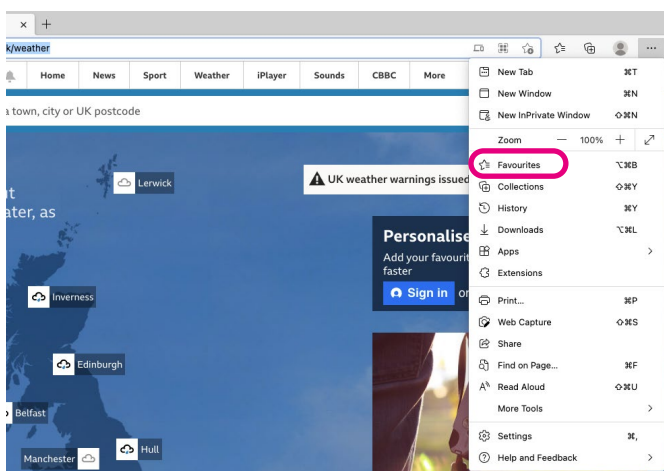 k/weather
Home News Sport Weather iPlayer Sounds CBBC More
a town, city or UK postcode
UK weather warnings issued
Lerwick
ater, as
Personalise
Add your favourit
faster
Sign in or
Inverness
Edinburgh
Belfast
Hull
Manchester
New Tab ⌘T
New Window ⌘N
New InPrivate Window ⇧⌘N
Zoom — 100% +
Favourites ⌥⌘B
Collections ⇧⌘Y
History ⌘Y
Downloads ⌥⌘L
Apps
Extensions
Print... ⌘P
Web Capture ⇧⌘S
Share
Find on Page... ⌘F
Read Aloud ⇧⌘U
More Tools
Settings ⌘,
Help and Feedback